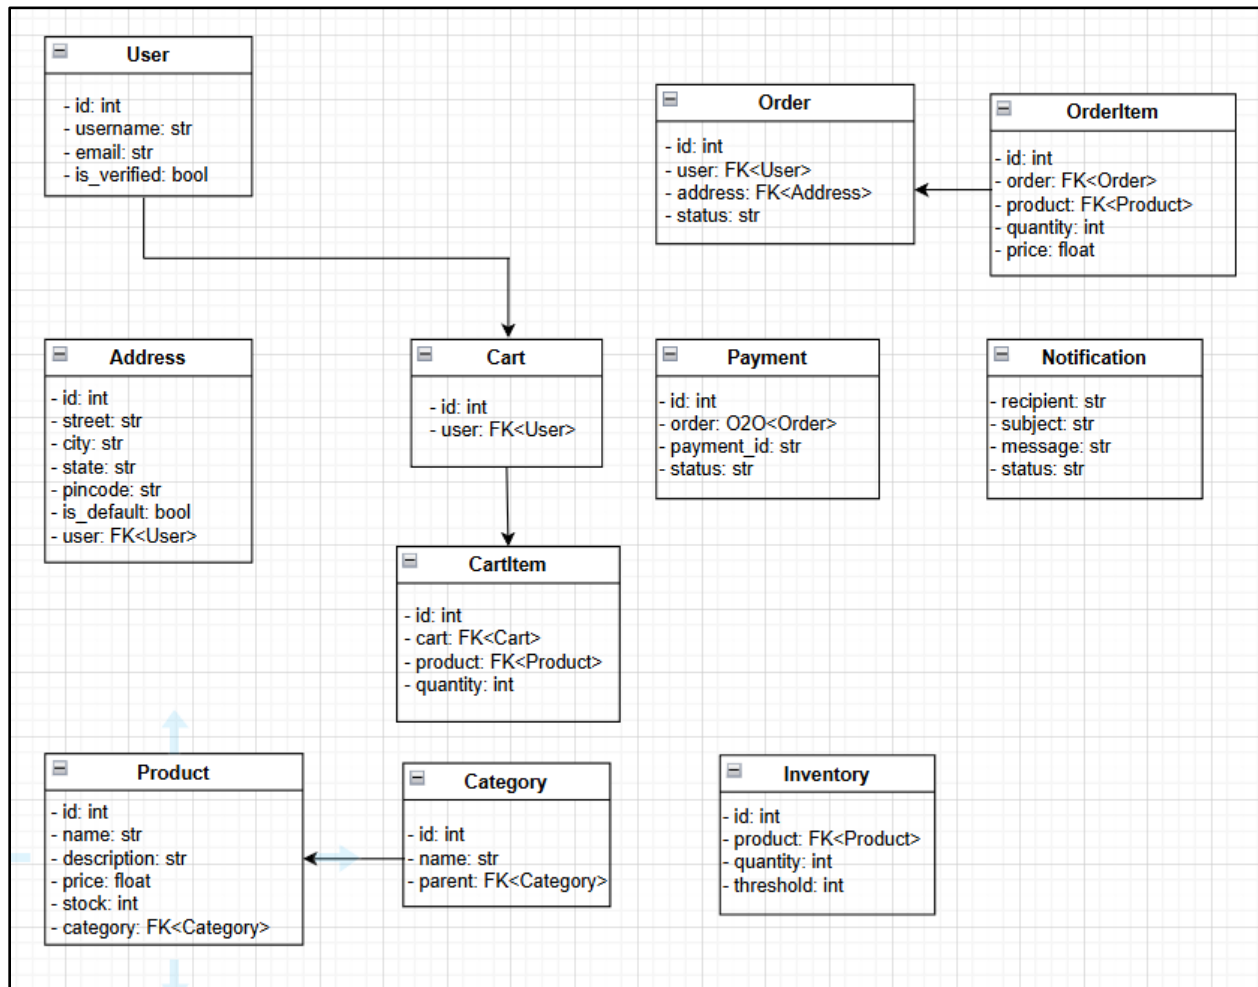 User
- id: int
- username: str
- email: str
- is_verified: bool
Order
- id: int
- user: FK<User>
- address: FK<Address>
- status: str
OrderItem
- id: int
- order: FK<Order>
- product: FK<Product>
- quantity: int
- price: float
Address
- id: int
- street: str
- city: str
- state: str
- pincode: str
- is_default: bool
- user: FK<User>
Cart
- id: int
- user: FK<User>
Payment
- id: int
- order: O2O<Order>
- payment_id: str
- status: str
Notification
- recipient: str
- subject: str
- message: str
- status: str
CartItem
- id: int
- cart: FK<Cart>
- product: FK<Product>
- quantity: int
Product
- id: int
- name: str
- description: str
- price: float
- stock: int
- category: FK<Category>
Category
- id: int
- name: str
- parent: FK<Category>
Inventory
- id: int
- product: FK<Product>
- quantity: int
- threshold: int